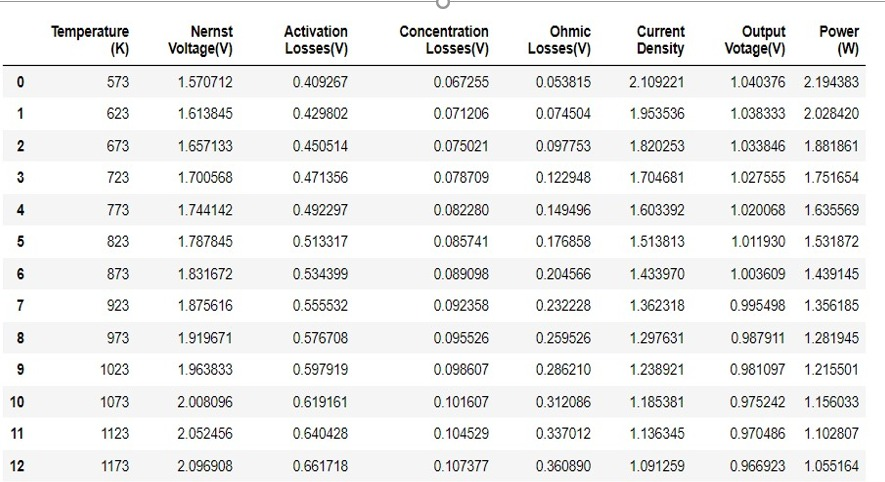 Temperature (K) Nernst Voltage(V) Activation Losses(V) Concentration Losses(V) Ohmic Losses(V) Current Density Output Votage(V) Power (W)
0 573 1.570712 0.409267 0.067255 0.053815 2.109221 1.040376 2.194383
1 623 1.613845 0.429802 0.071206 0.074504 1.953536 1.038333 2.028420
2 673 1.657133 0.450514 0.075021 0.097753 1.820253 1.033846 1.881861
3 723 1.700568 0.471356 0.078709 0.122948 1.704681 1.027555 1.751654
4 773 1.744142 0.492297 0.082280 0.149496 1.603392 1.020068 1.635569
5 823 1.787845 0.513317 0.085741 0.176858 1.513813 1.011930 1.531872
6 873 1.831672 0.534399 0.089098 0.204566 1.433970 1.003609 1.439145
7 923 1.875616 0.555532 0.092358 0.232228 1.362318 0.995498 1.356185
8 973 1.919671 0.576708 0.095526 0.259526 1.297631 0.987911 1.281945
9 1023 1.963833 0.597919 0.098607 0.286210 1.238921 0.981097 1.215501
10 1073 2.008096 0.619161 0.101607 0.312086 1.185381 0.975242 1.156033
11 1123 2.052456 0.640428 0.104529 0.337012 1.136345 0.970486 1.102807
12 1173 2.096908 0.661718 0.107377 0.360890 1.091259 0.966923 1.055164